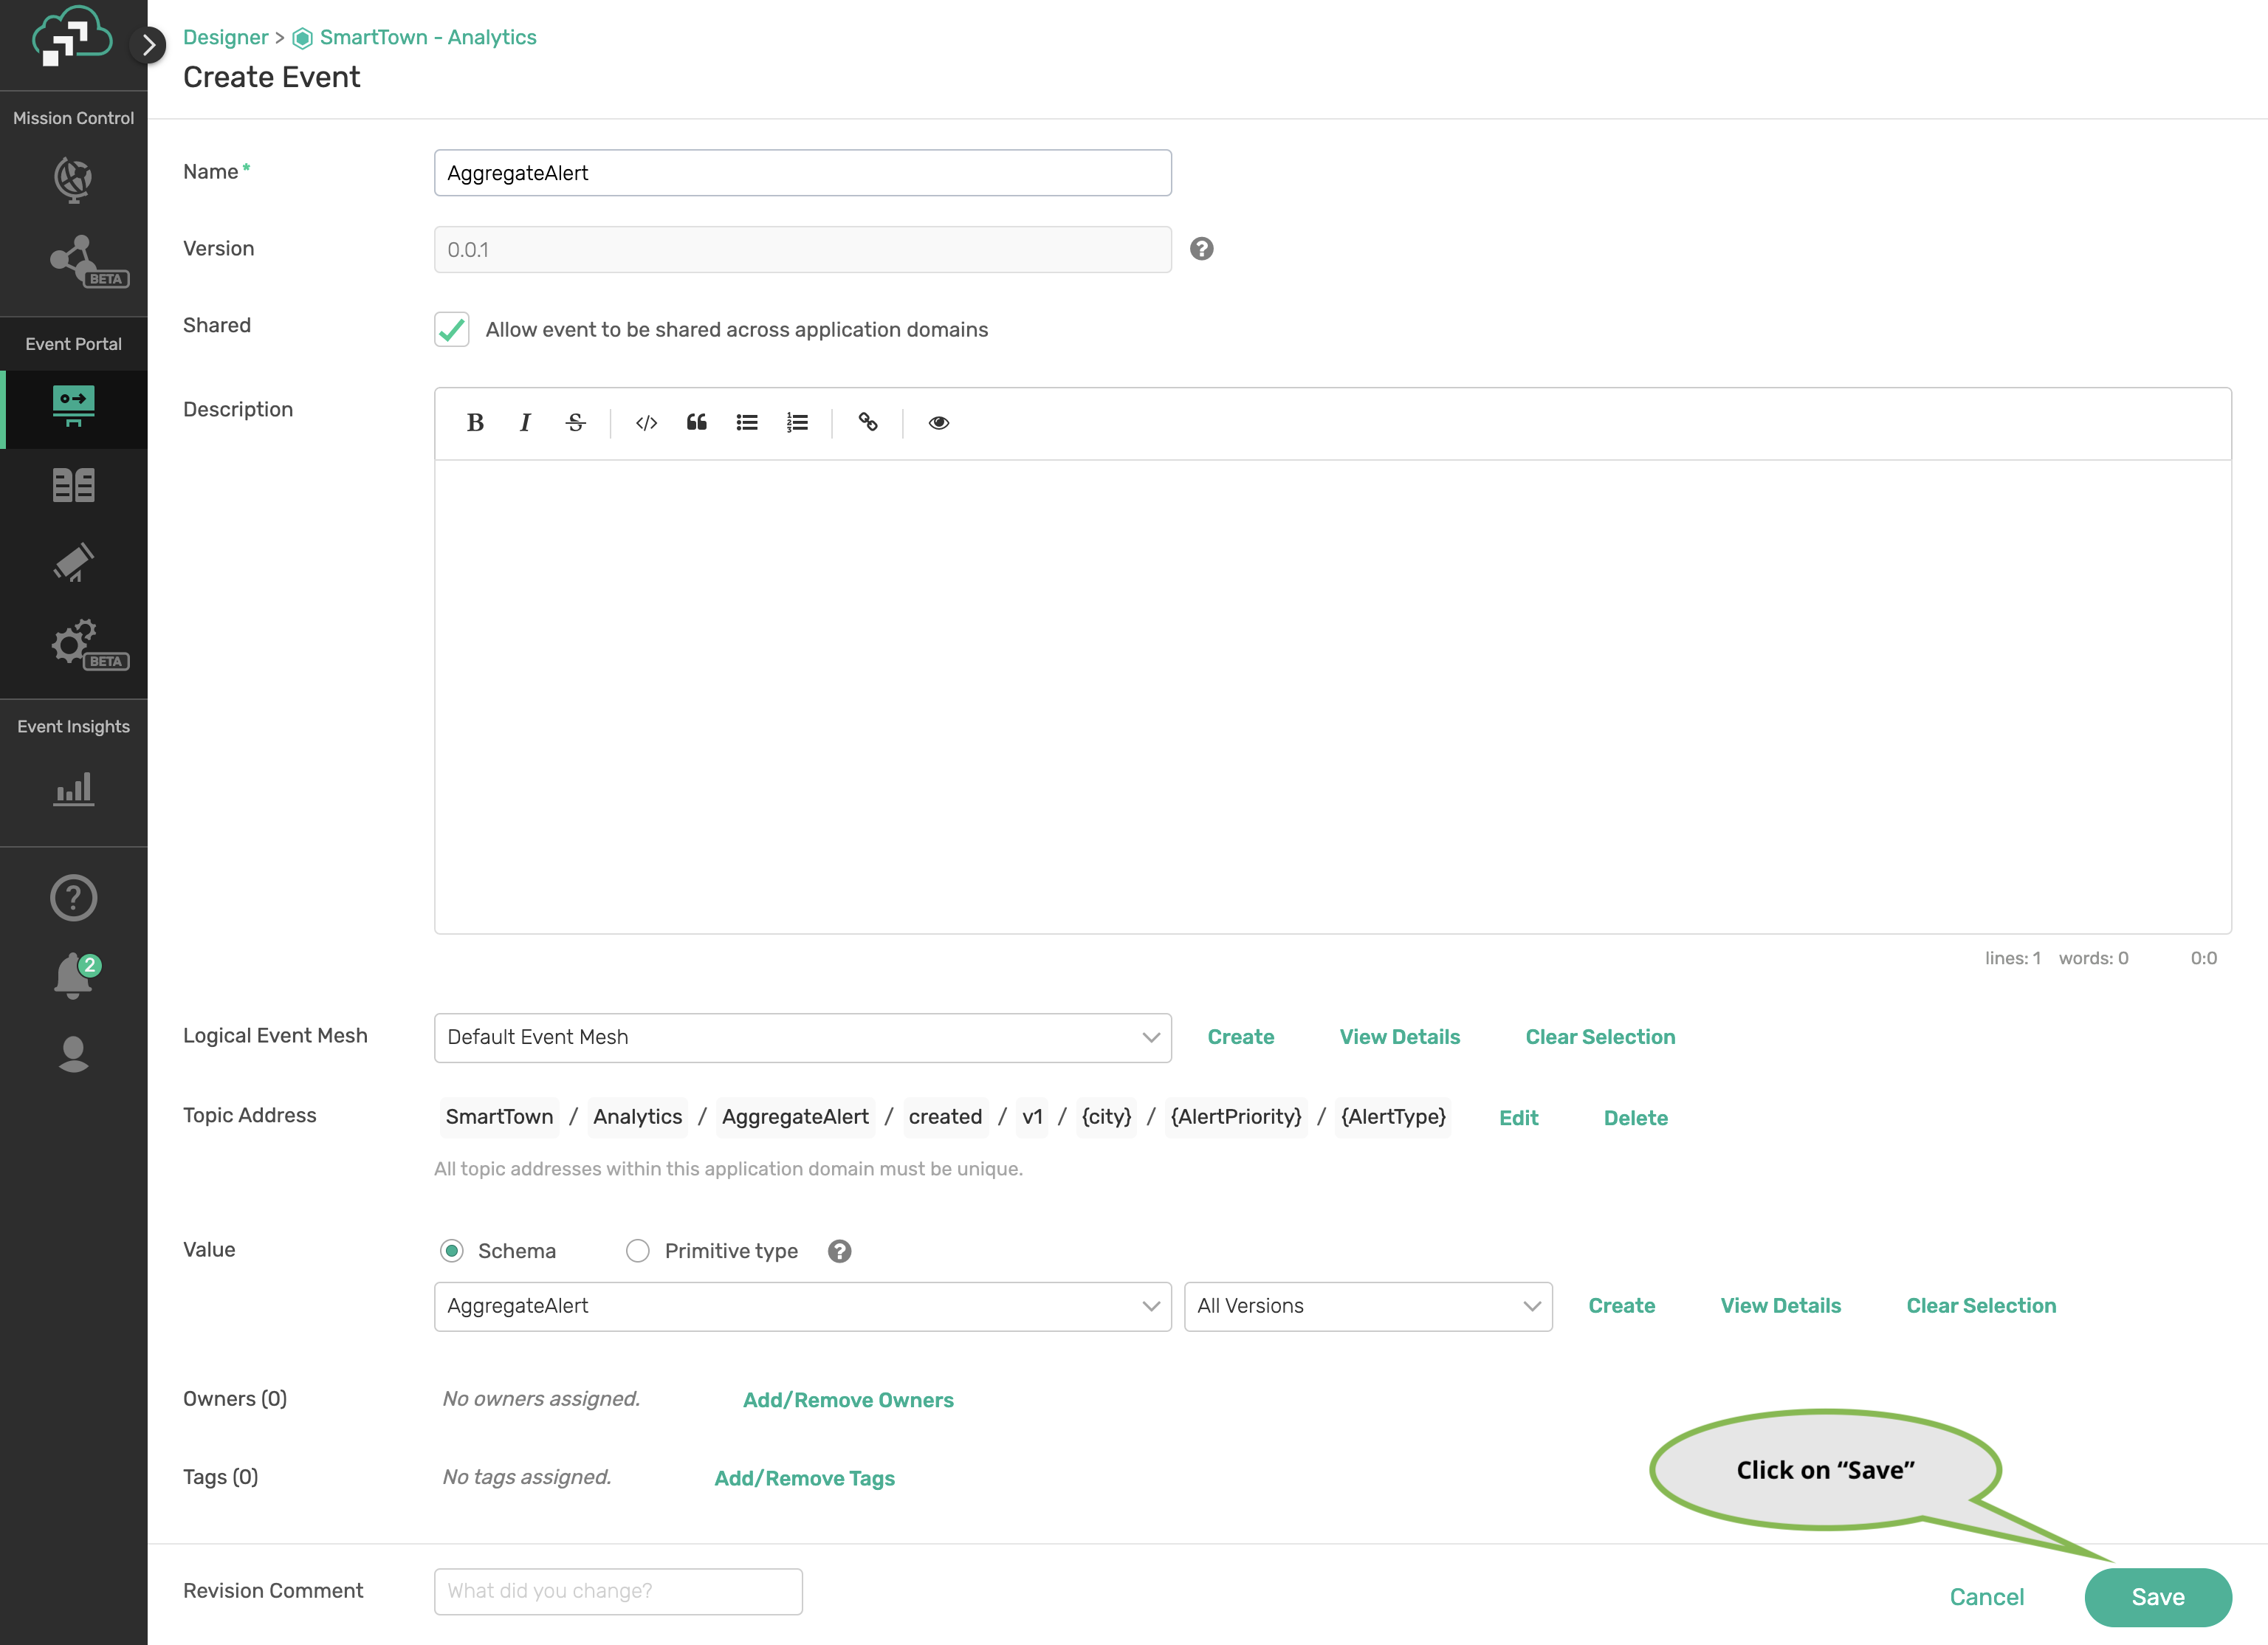 Designer > SmartTown - Analytics
Create Event
Mission Control
BETA
Event Portal
BETA
Event Insights
?
2
Name *
AggregateAlert
Version
0.0.1
?
Shared
Allow event to be shared across application domains
Description
B I S </> “ 1 2 3
lines: 1 words: 0 0:0
Logical Event Mesh
Default Event Mesh
Create View Details Clear Selection
Topic Address
SmartTown / Analytics / AggregateAlert / created / v1 / {city} / {AlertPriority} / {AlertType} Edit Delete
All topic addresses within this application domain must be unique.
Value
Schema Primitive type ?
AggregateAlert All Versions Create View Details Clear Selection
Owners (0) No owners assigned. Add/Remove Owners
Tags (0) No tags assigned. Add/Remove Tags
Click on “Save”
Revision Comment What did you change?
Cancel Save